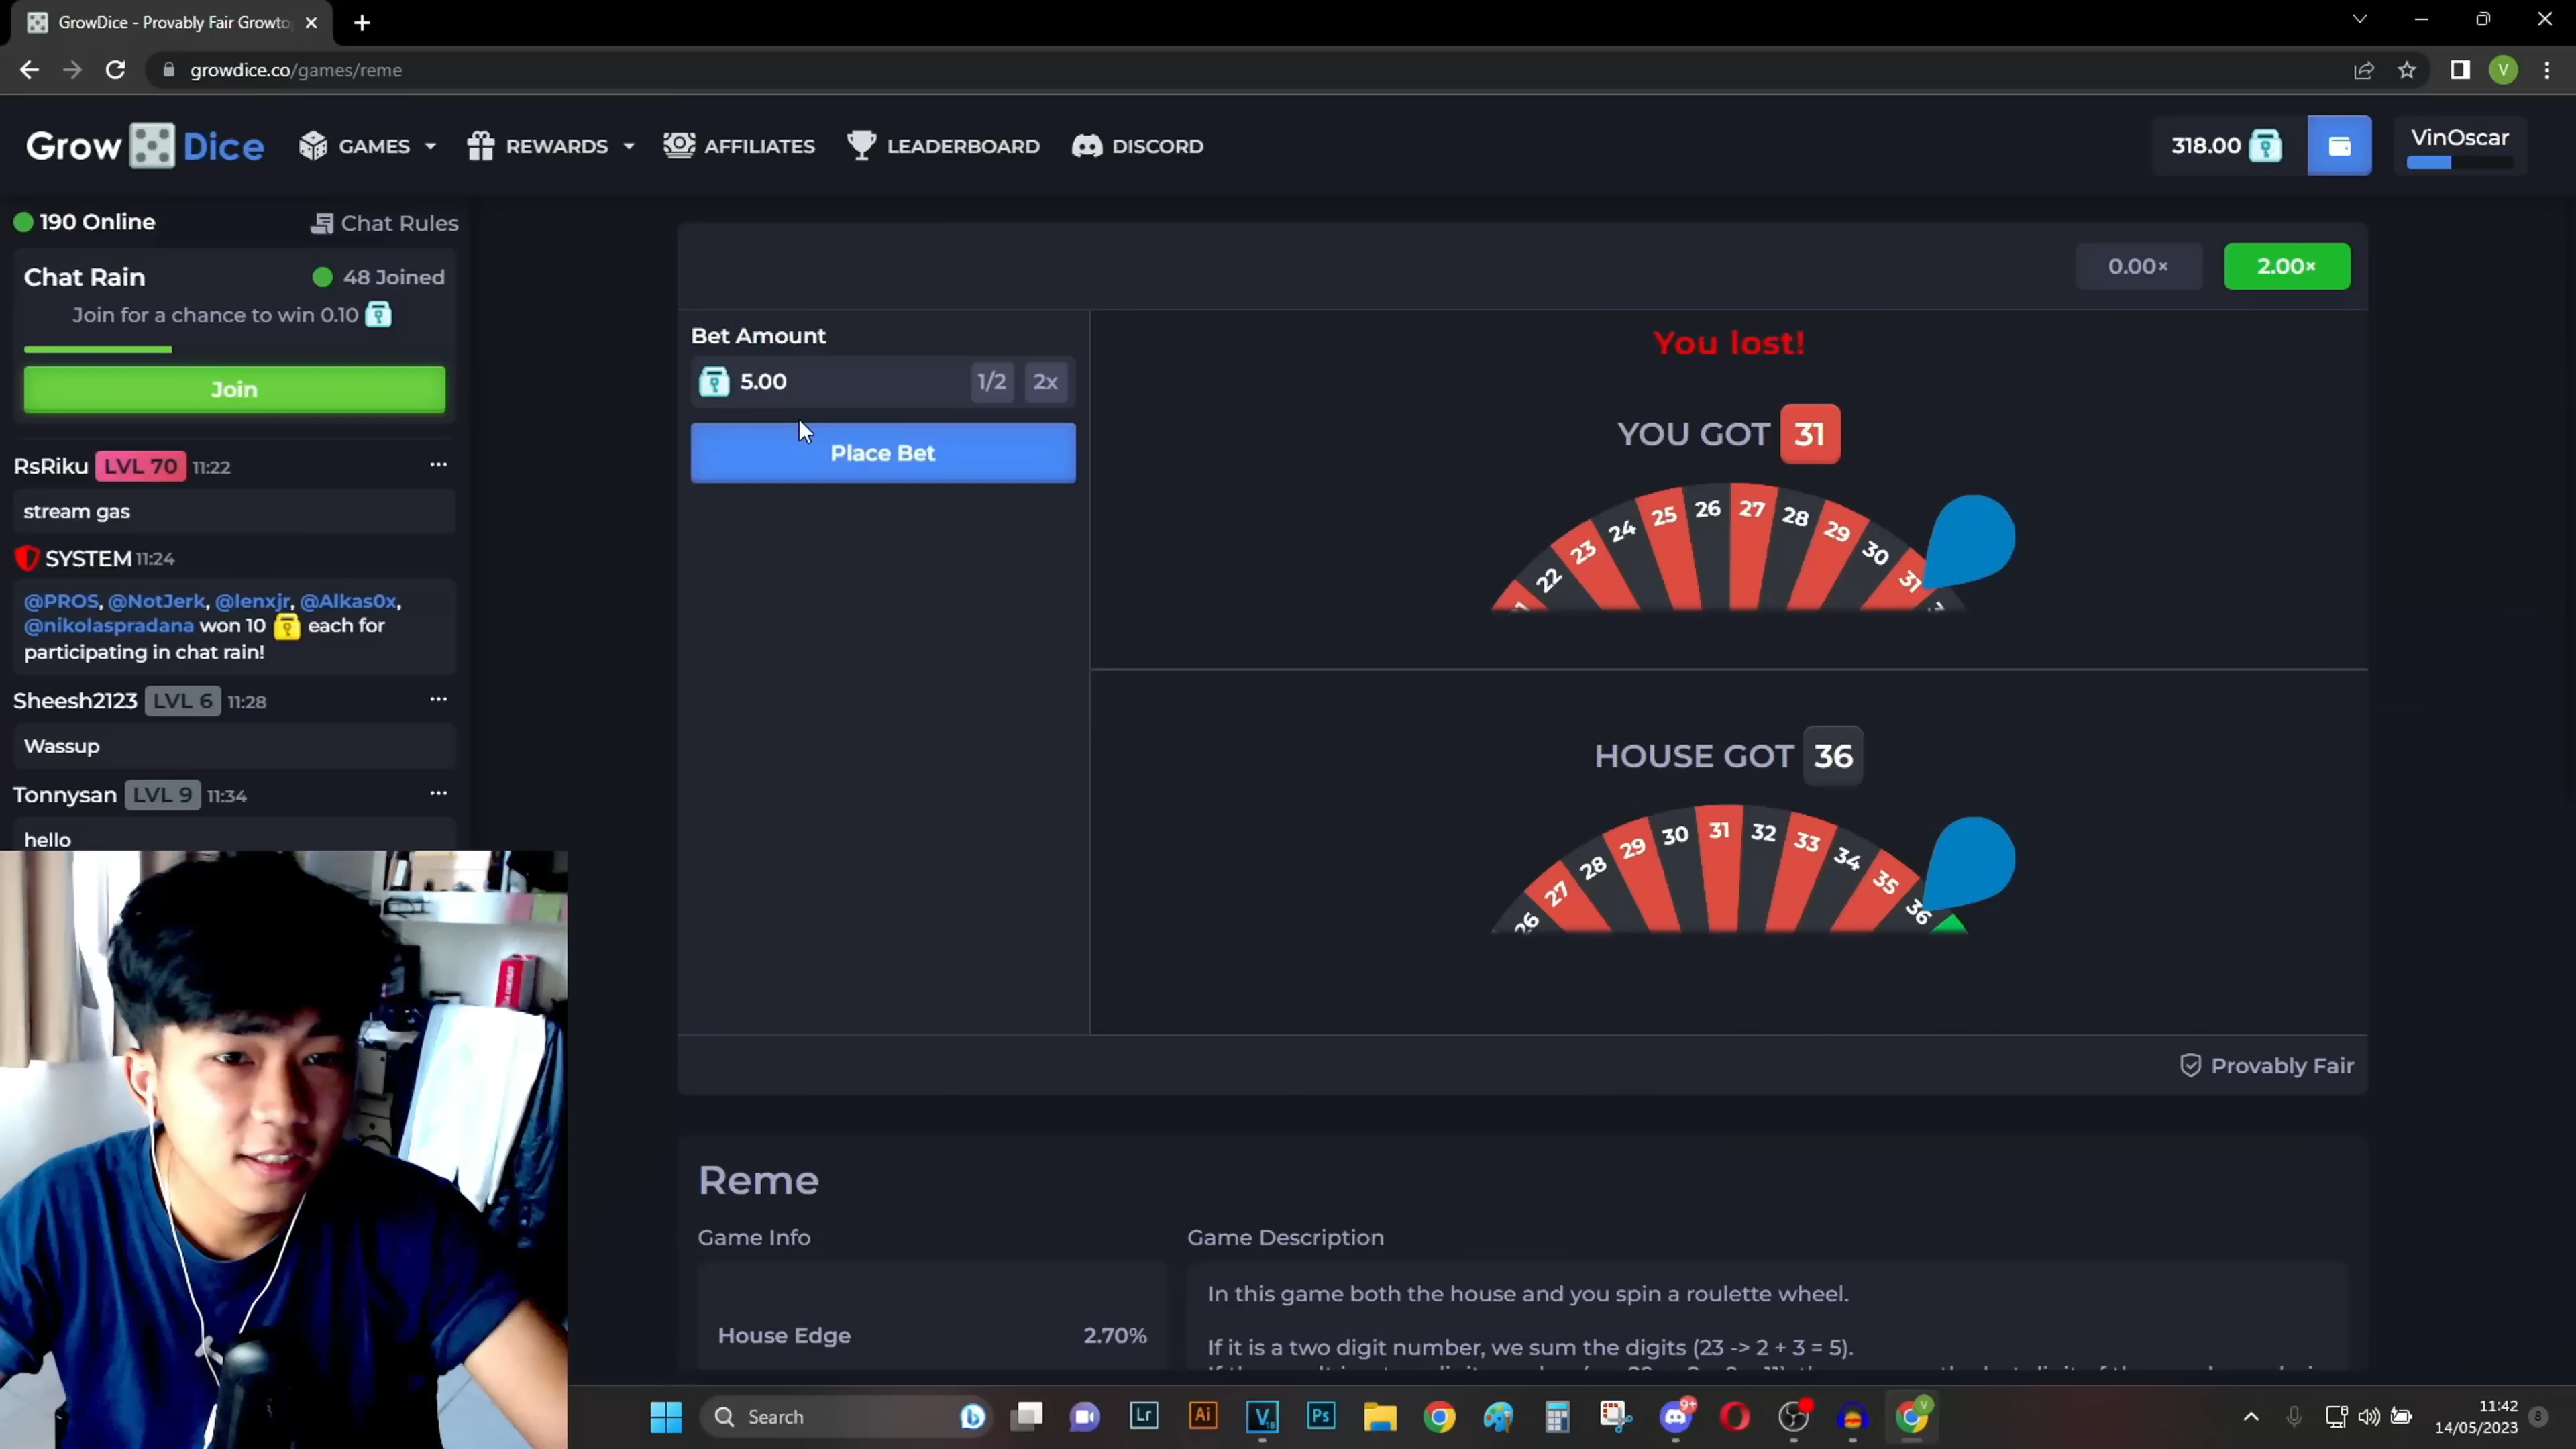 GrowDice - Provably Fair Growto
growdice.co/games/reme
Grow Dice
GAMES
REWARDS
AFFILIATES
LEADERBOARD
DISCORD
318.00
VinOscar
190 Online
Chat Rules
Chat Rain
48 Joined
Join for a chance to win 0.10
Join
RsRiku LVL 70 11:22
stream gas
SYSTEM 11:24
@PROS, @NotJerk, @lenxjr, @Alkas0x,
@nikolaspradana won 10 each for
participating in chat rain!
Sheesh2123 LVL 6 11:28
Wassup
Tonnysan LVL 9 11:34
hello
0.00×
2.00×
Bet Amount
5.00
1/2
2x
Place Bet
You lost!
YOU GOT 31
22 23 24 25 26 27 28 29 30 31
HOUSE GOT 36
26 27 28 29 30 31 32 33 34 35 36
Provably Fair
Reme
Game Info
House Edge
2.70%
Game Description
In this game both the house and you spin a roulette wheel.
If it is a two digit number, we sum the digits (23 -> 2 + 3 = 5).
Search
Lr
Ai
V
Ps
9+
V
11:42
14/05/2023
8